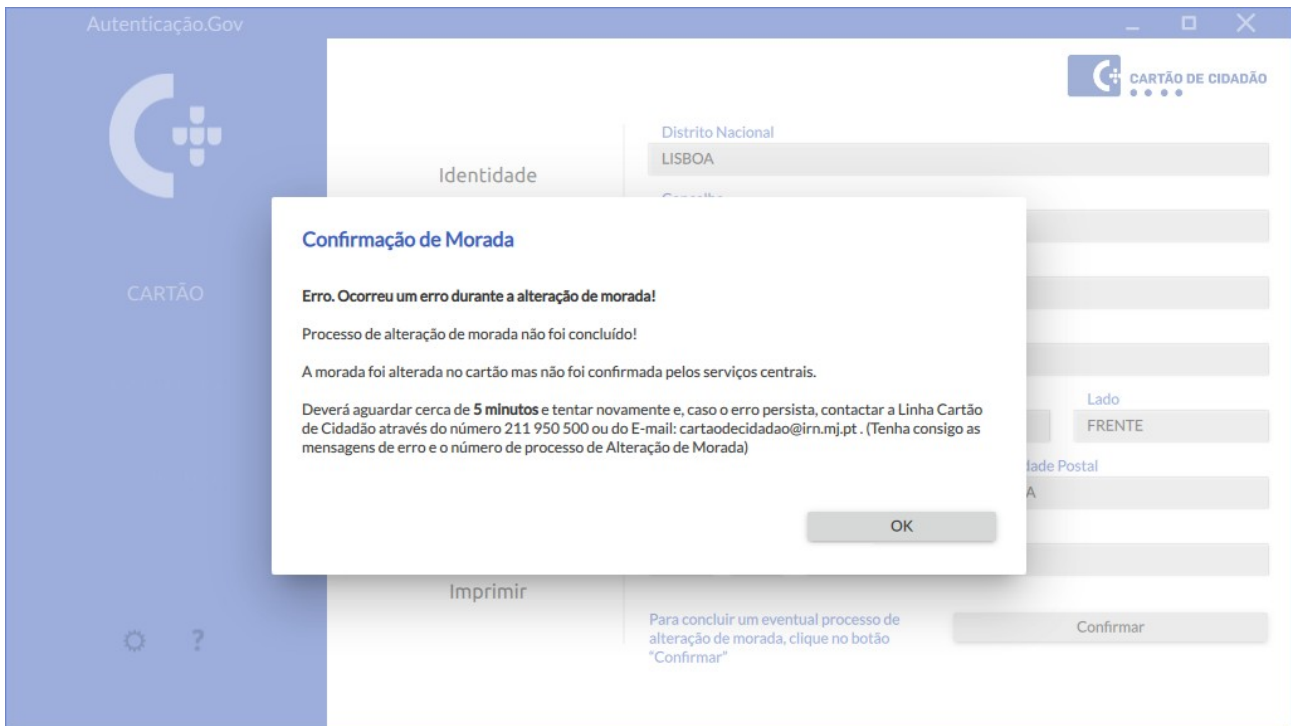 Autenticação.Gov
CARTÃO DE CIDADÃO
CARTÃO
Identidade
Distrito Nacional
LISBOA
Confirmação de Morada
Erro. Ocorreu um erro durante a alteração de morada!
Processo de alteração de morada não foi concluído!
A morada foi alterada no cartão mas não foi confirmada pelos serviços centrais.
Deverá aguardar cerca de 5 minutos e tentar novamente e, caso o erro persista, contactar a Linha Cartão
de Cidadão através do número 211 950 500 ou do E-mail: cartaodecidadao@irn.mj.pt . (Tenha consigo as
mensagens de erro e o número de processo de Alteração de Morada)
OK
Lado
FRENTE
Postal
A
Imprimir
Para concluir um eventual processo de
alteração de morada, clique no botão
"Confirmar"
Confirmar
?